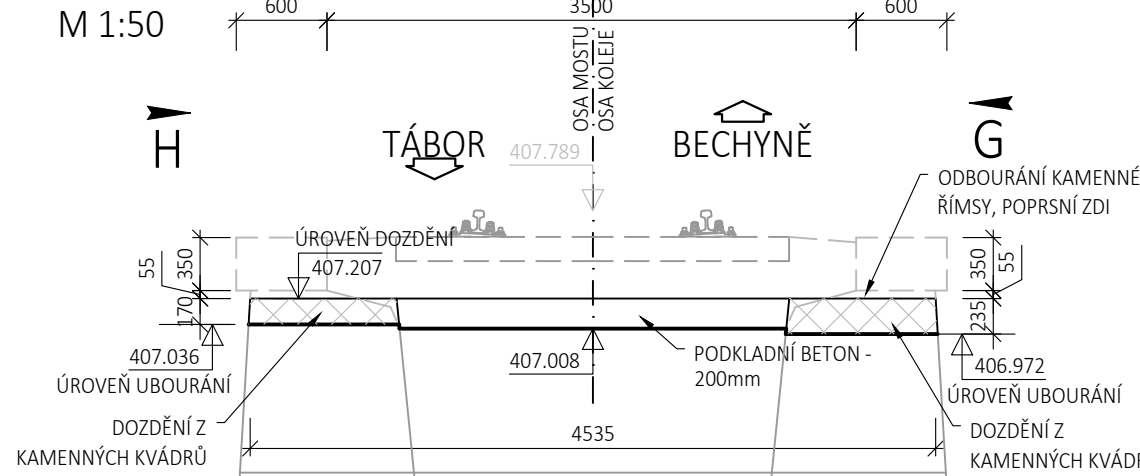 600
3500
600
M 1:50
OSA MOSTU
OSA KOLEJE
H
TÁBOR
407.789
BECHYNĚ
G
ODBOURÁNÍ KAMENNÉ
ŘÍMSY, POPRSNÍ ZDI
ÚROVEŇ DOZDĚNÍ
407.207
55
350
170
350
55
235
407.036
ÚROVEŇ UBOURÁNÍ
407.008
PODKLADNÍ BETON -
200mm
406.972
ÚROVEŇ UBOURÁNÍ
DOZDĚNÍ Z
KAMENNÝCH KVÁDRŮ
4535
DOZDĚNÍ Z
KAMENNÝCH KVÁDR